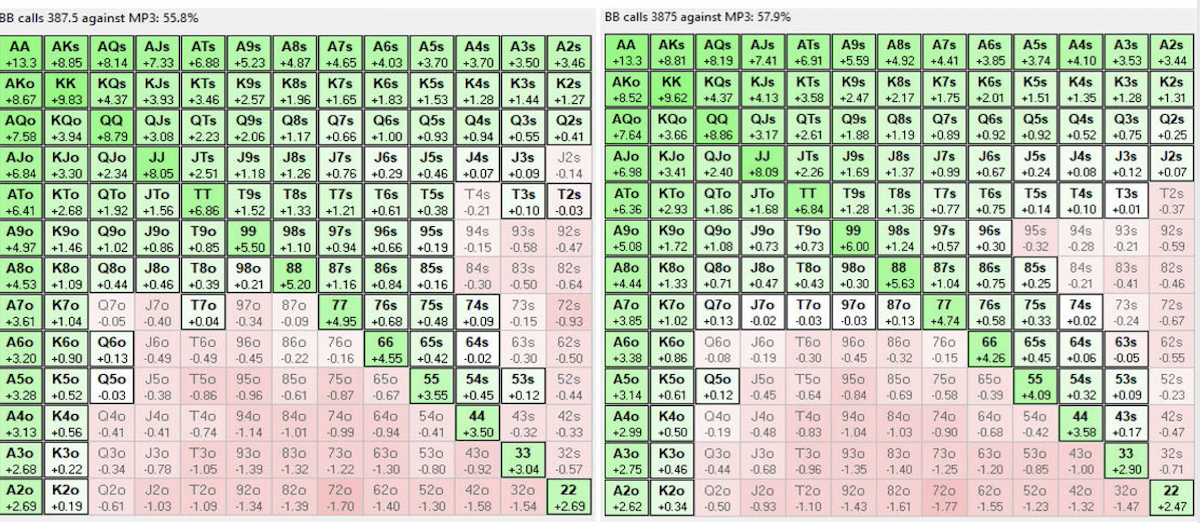 BB calls 387.5 against MP3: 55.8%
AA AKs AQs AJs ATs A9s A8s A7s A6s A5s A4s A3s A2s
+13.3 +8.85 +8.14 +7.33 +6.88 +5.23 +4.87 +4.65 +4.03 +3.70 +3.70 +3.50 +3.46
AKo KK KQs KJs KTs K9s K8s K7s K6s K5s K4s K3s K2s
+8.67 +9.83 +4.37 +3.93 +3.46 +2.57 +1.96 +1.65 +1.83 +1.53 +1.28 +1.44 +1.27
AQo KQo QQ QJs QTs Q9s Q8s Q7s Q6s Q5s Q4s Q3s Q2s
+7.58 +3.94 +8.79 +3.08 +2.23 +2.06 +1.17 +0.66 +1.00 +0.93 +0.94 +0.55 +0.41
AJo KJo QJo JJ JTs J9s J8s J7s J6s J5s J4s J3s J2s
+6.84 +3.30 +2.34 +8.05 +2.51 +1.18 +1.26 +0.76 +0.29 +0.46 +0.07 +0.09 -0.14
ATo KTo QTo JTo TT T9s T8s T7s T6s T5s T4s T3s T2s
+6.41 +2.68 +1.92 +1.56 +6.86 +1.52 +1.33 +1.21 +0.61 +0.38 -0.21 +0.10 -0.03
A9o K9o Q9o J9o T9o 99 98s 97s 96s 95s 94s 93s 92s
+4.97 +1.46 +1.02 +0.86 +0.85 +5.50 +1.10 +0.94 +0.66 +0.19 -0.15 -0.58 -0.47
A8o K8o Q8o J8o T8o 98o 88 87s 86s 85s 84s 83s 82s
+4.53 +1.09 +0.44 +0.46 +0.39 +0.21 +5.20 +1.16 +0.84 +0.16 -0.30 -0.50 -0.64
A7o K7o Q7o J7o T7o 97o 87o 77 76s 75s 74s 73s 72s
+3.61 +1.04 -0.05 -0.40 +0.04 -0.34 -0.09 +4.95 +0.68 +0.48 +0.09 -0.15 -0.93
A6o K6o Q6o J6o T6o 96o 86o 76o 66 65s 64s 63s 62s
+3.20 +0.90 +0.13 -0.49 -0.49 -0.45 -0.22 -0.16 +4.55 +0.42 -0.02 -0.30 -0.50
A5o K5o Q5o J5o T5o 95o 85o 75o 65o 55 54s 53s 52s
+3.28 +0.52 -0.03 -0.38 -0.86 -0.96 -0.61 -0.87 -0.67 +3.55 +0.45 +0.12 -0.44
A4o K4o Q4o J4o T4o 94o 84o 74o 64o 54o 44 43s 42s
+3.13 +0.56 -0.41 -0.41 -0.74 -1.14 -1.01 -0.99 -0.94 -0.41 +3.50 -0.32 -0.33
A3o K3o Q3o J3o T3o 93o 83o 73o 63o 53o 43o 33 32s
+2.68 +0.22 -0.34 -0.78 -1.05 -1.39 -1.32 -1.22 -1.30 -0.80 -0.92 +3.04 -0.57
A2o K2o Q2o J2o T2o 92o 82o 72o 62o 52o 42o 32o 22
+2.69 +0.19 -0.61 -1.03 -1.09 -1.34 -1.39 -1.70 -1.40 -1.47 -1.58 -1.54 +2.69
BB calls 3875 against MP3: 57.9%
AA AKs AQs AJs ATs A9s A8s A7s A6s A5s A4s A3s A2s
+13.3 +8.81 +8.19 +7.41 +6.91 +5.59 +4.92 +4.41 +3.85 +3.74 +4.10 +3.53 +3.44
AKo KK KQs KJs KTs K9s K8s K7s K6s K5s K4s K3s K2s
+8.52 +9.62 +4.37 +4.13 +3.58 +2.47 +2.17 +1.75 +2.01 +1.51 +1.35 +1.28 +1.31
AQo KQo QQ QJs QTs Q9s Q8s Q7s Q6s Q5s Q4s Q3s Q2s
+7.64 +3.66 +8.86 +3.17 +2.61 +1.88 +1.19 +0.89 +0.92 +0.92 +0.52 +0.75 +0.25
AJo KJo QJo JJ JTs J9s J8s J7s J6s J5s J4s J3s J2s
+6.98 +3.41 +2.40 +8.09 +2.26 +1.69 +1.37 +0.99 +0.67 +0.24 +0.08 +0.12 +0.07
ATo KTo QTo JTo TT T9s T8s T7s T6s T5s T4s T3s T2s
+6.36 +2.93 +1.86 +1.68 +6.84 +1.28 +1.36 +0.77 +0.75 +0.14 +0.10 +0.01 -0.37
A9o K9o Q9o J9o T9o 99 98s 97s 96s 95s 94s 93s 92s
+5.08 +1.72 +1.08 +0.73 +0.73 +6.00 +1.24 +0.57 +0.30 -0.32 -0.28 -0.21 -0.59
A8o K8o Q8o J8o T8o 98o 88 87s 86s 85s 84s 83s 82s
+4.44 +1.33 +0.71 +0.47 +0.43 +0.30 +5.63 +1.04 +0.75 +0.25 -0.21 -0.41 -0.46
A7o K7o Q7o J7o T7o 97o 87o 77 76s 75s 74s 73s 72s
+3.85 +1.02 +0.13 -0.02 -0.03 -0.03 +0.13 +4.74 +0.58 +0.33 +0.02 -0.24 -0.67
A6o K6o Q6o J6o T6o 96o 86o 76o 66 65s 64s 63s 62s
+3.38 +0.86 -0.08 -0.19 -0.30 -0.45 -0.32 -0.15 +4.26 +0.45 +0.06 -0.05 -0.55
A5o K5o Q5o J5o T5o 95o 85o 75o 65o 55 54s 53s 52s
+3.14 +0.61 +0.12 -0.45 -0.64 -0.84 -0.69 -0.58 -0.39 +4.09 +0.32 +0.09 -0.23
A4o K4o Q4o J4o T4o 94o 84o 74o 64o 54o 44 43s 42s
+2.99 +0.50 -0.19 -0.48 -0.83 -1.04 -1.03 -0.90 -0.68 -0.42 +3.58 +0.17 -0.47
A3o K3o Q3o J3o T3o 93o 83o 73o 63o 53o 43o 33 32s
+2.75 +0.46 -0.44 -0.68 -0.96 -1.35 -1.40 -1.25 -1.20 -0.85 -1.00 +2.90 -0.71
A2o K2o Q2o J2o T2o 92o 82o 72o 62o 52o 42o 32o 22
+2.62 +0.34 -0.50 -0.93 -1.10 -1.43 -1.61 -1.77 -1.55 -1.23 -1.32 -1.47 +2.47